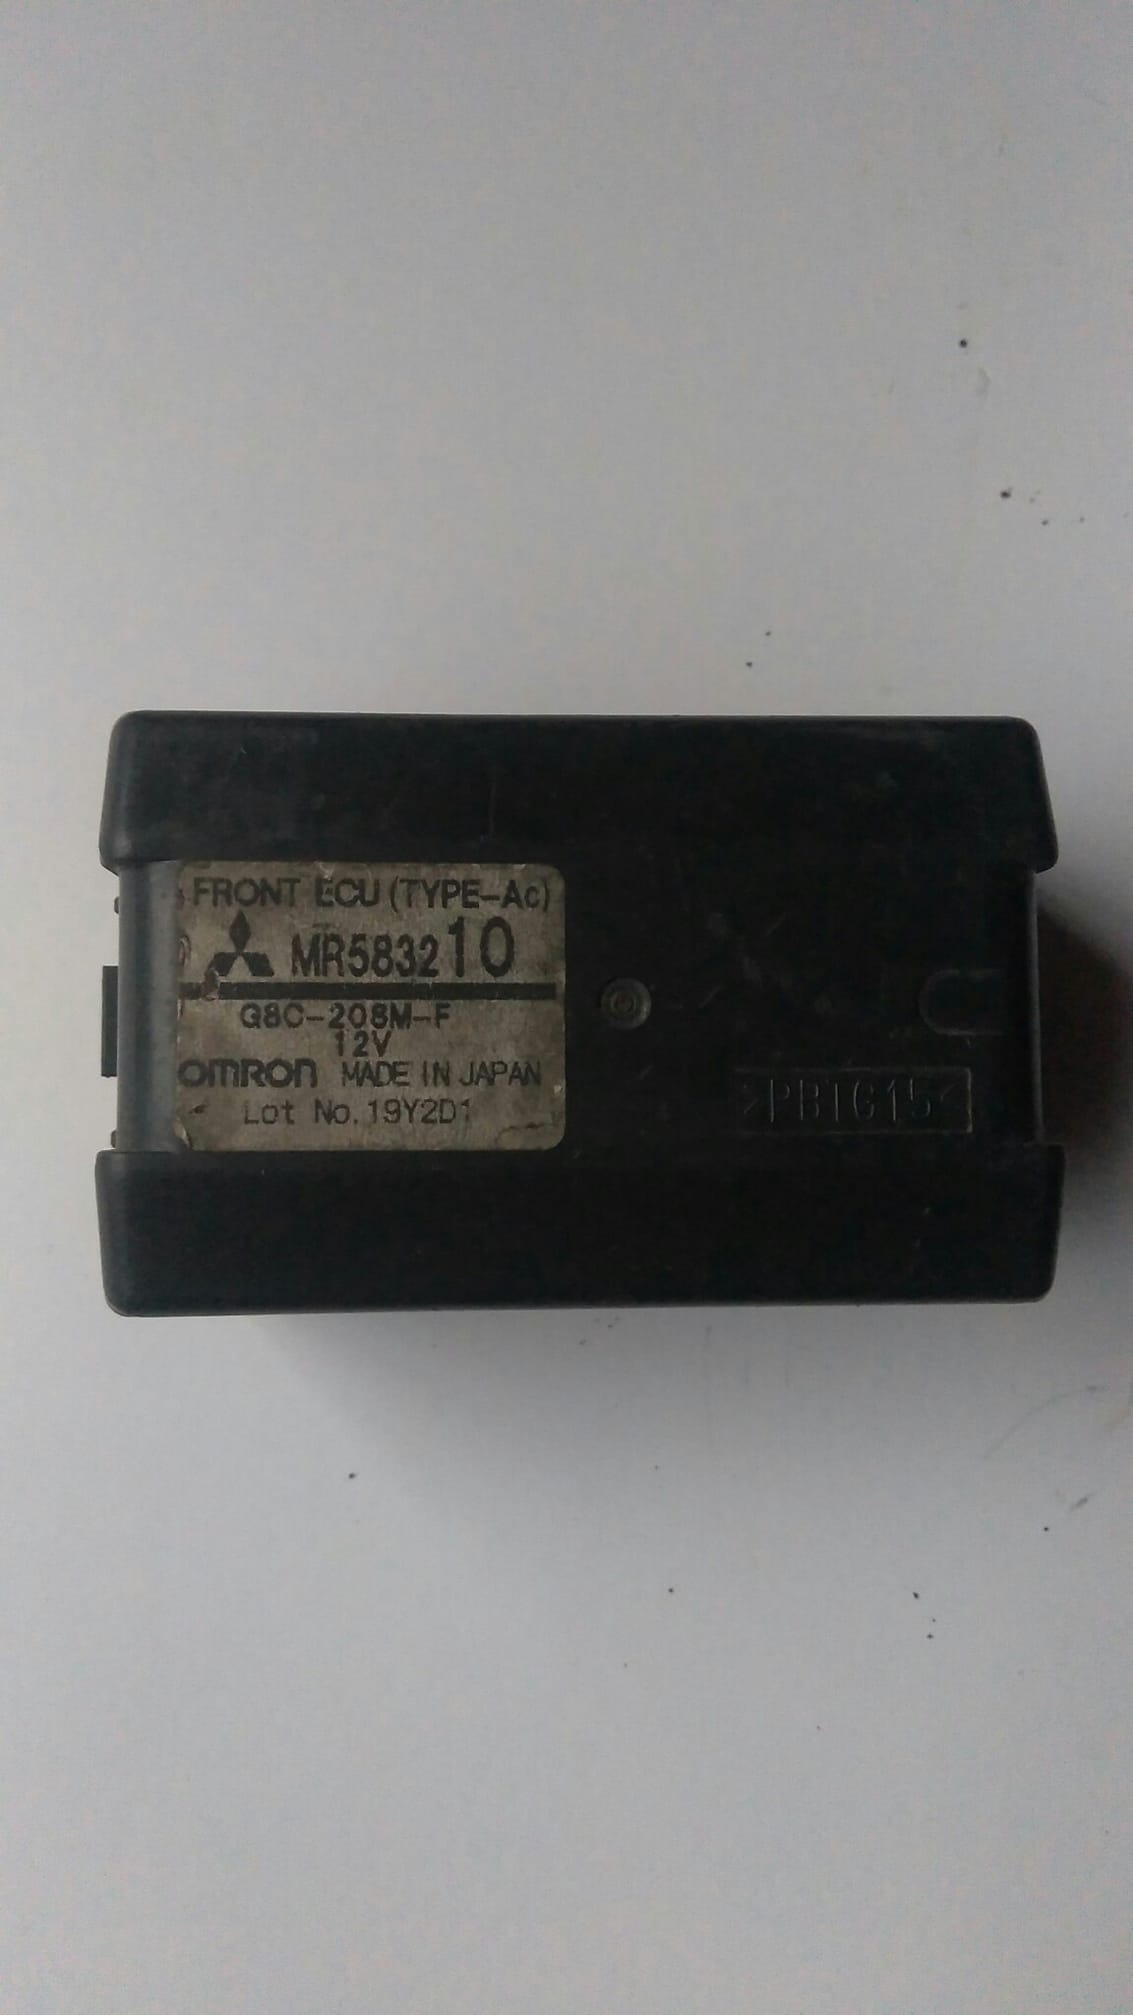 FRONT ECU (TYPE-Ac)
MR583210
G8C-208M-F
12V
OMRON MADE IN JAPAN
Lot No. 19Y2D1
>PBTG15<